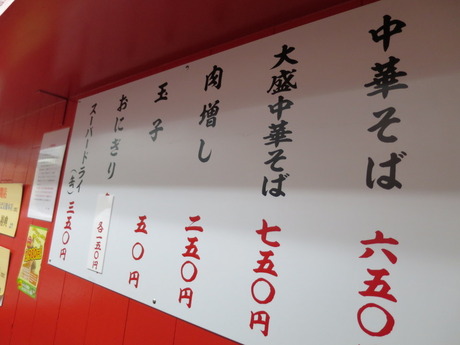 中華そば 六五〇
大盛中華そば 七五〇円
肉増し 二五〇円
玉子 五〇円
おにぎり 各一五〇円
スーパードライ(缶) 三五〇円